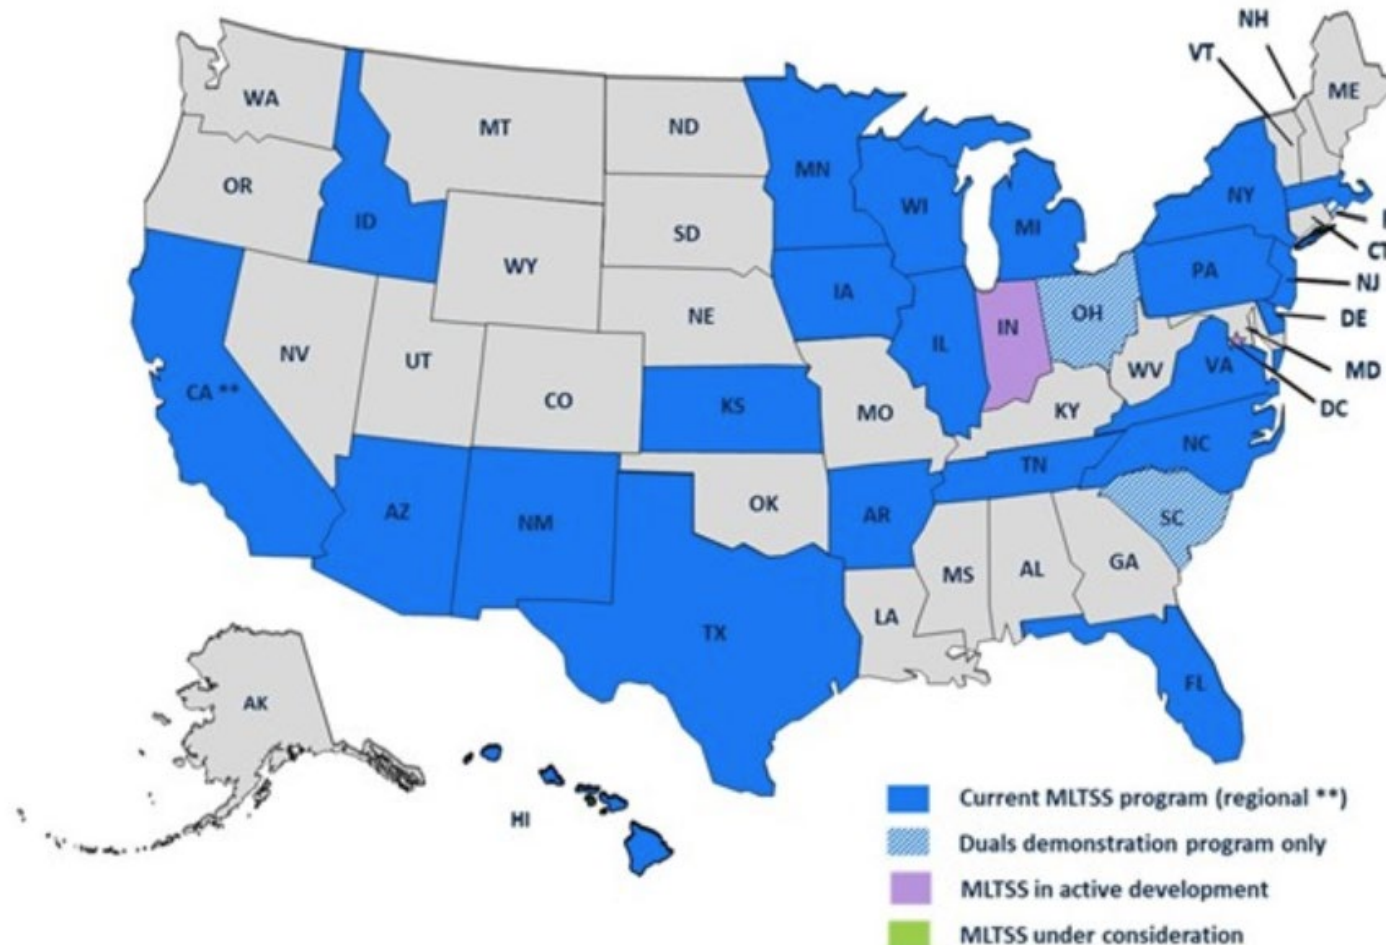 NH
VT
ME
WA
MT
ND
MN
OR
ID
SD
WI
MI
NY
WY
CT
IA
PA
NJ
NE
OH
DE
NV
UT
IL
IN
WV
VA
MD
CA **
CO
KS
MO
KY
DC
NC
TN
AZ
NM
OK
AR
SC
MS
AL
GA
LA
TX
FL
AK
HI
Current MLTSS program (regional **)
Duals demonstration program only
MLTSS in active development
MLTSS under consideration